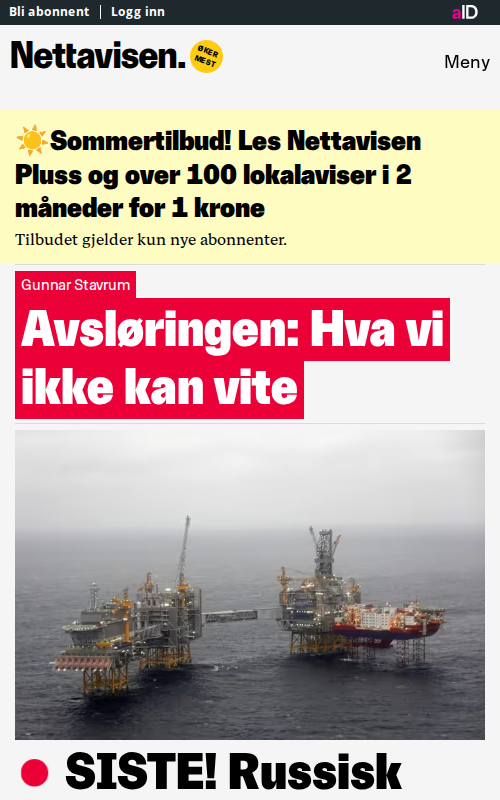 Bli abonnent | Logg inn
aID
Nettavisen.
ØKER
MEST
Meny
☀️Sommertilbud! Les Nettavisen
Pluss og over 100 lokalaviser i 2
måneder for 1 krone
Tilbudet gjelder kun nye abonnenter.
Gunnar Stavrum
Avsløringen: Hva vi
ikke kan vite
SISTE! Russisk